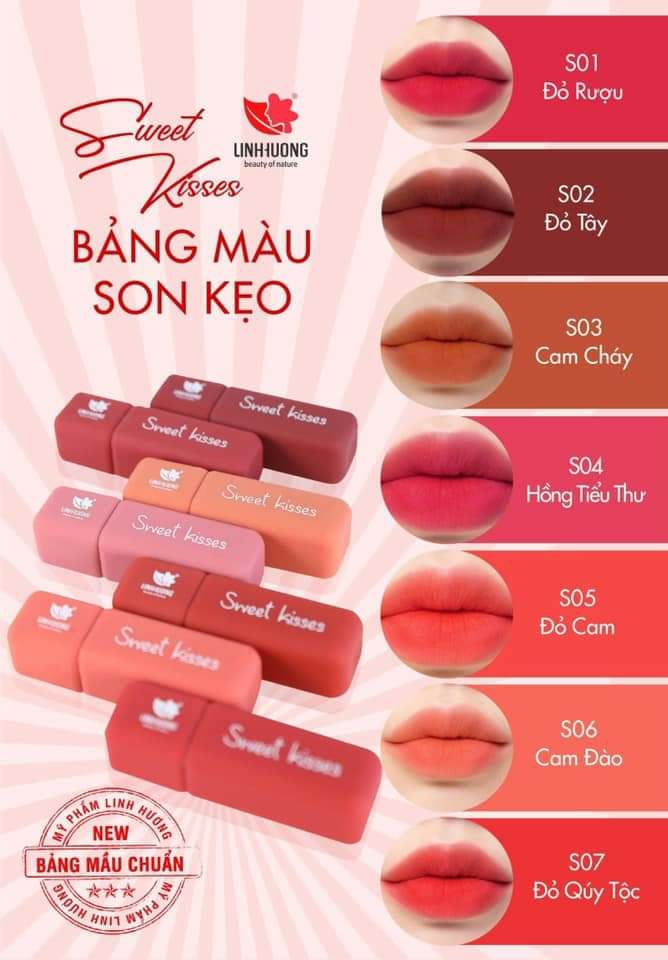 Sweet
Kisses
LINH HUONG
beauty of nature
BẢNG MÀU
SON KẸO
S01
Đỏ Rượu
S02
Đỏ Tây
S03
Cam Cháy
S04
Hồng Tiểu Thư
S05
Đỏ Cam
S06
Cam Đào
S07
Đỏ Qúy Tộc
Sweet kisses
Sweet kisses
Sweet kisses
Sweet kisses
Sweet kisses
Sweet kisses
Sweet kisses
MỸ PHẨM LINH HƯƠNG
NEW
BẢNG MẦU CHUẨN
MỸ PHẨM LINH HƯƠNG